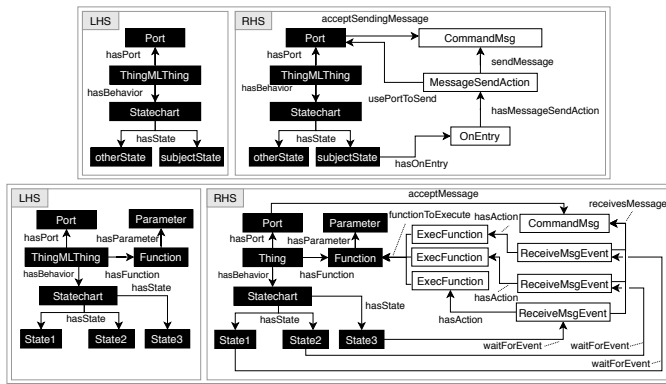 LHS
Port
hasPort
ThingMLThing
hasBehavior
Statechart
hasState
otherState
subjectState
RHS
acceptSendingMessage
Port
CommandMsg
hasPort
sendMessage
ThingMLThing
MessageSendAction
usePortToSend
hasBehavior
hasMessageSendAction
Statechart
hasState
OnEntry
otherState
subjectState
hasOnEntry
LHS
Port
Parameter
hasPort
hasParameter
ThingMLThing
Function
hasFunction
hasBehavior
hasState
Statechart
hasState
State1
State2
State3
RHS
acceptMessage
receivesMessage
functionToExecute
Port
Parameter
hasAction
CommandMsg
hasPort
hasParameter
ExecFunction
Thing
Function
ExecFunction
ReceiveMsgEvent
hasFunction
hasBehavior
ExecFunction
ReceiveMsgEvent
hasAction
Statechart
hasState
hasAction
ReceiveMsgEvent
hasState
State1
State2
State3
waitForEvent
waitForEvent
waitForEvent